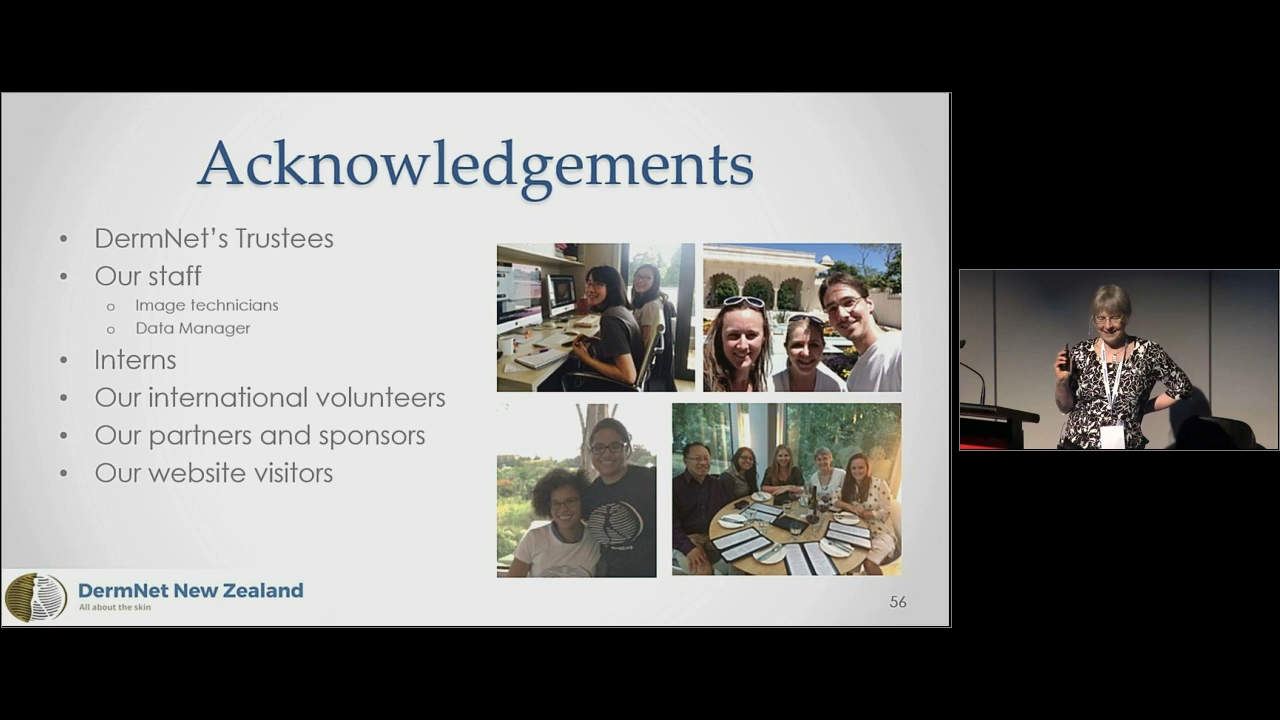 Acknowledgements
• DermNet’s Trustees
• Our staff
o Image technicians
o Data Manager
• Interns
• Our international volunteers
• Our partners and sponsors
• Our website visitors
DermNet New Zealand
All about the skin
56